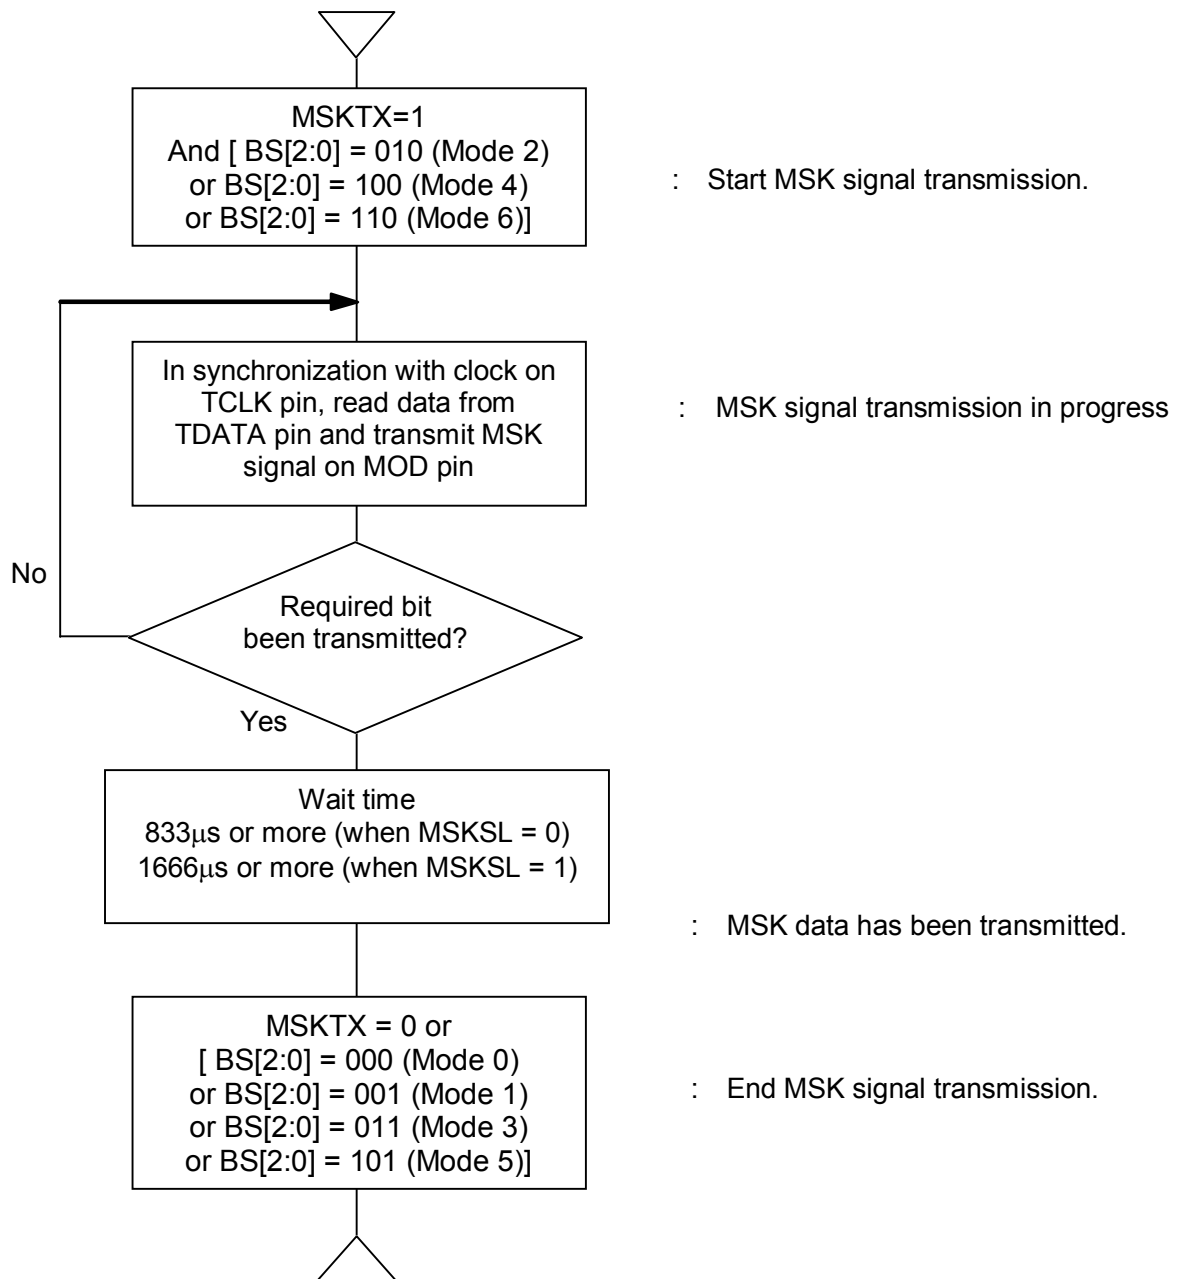 MSKTX=1
And [ BS[2:0] = 010 (Mode 2)
or BS[2:0] = 100 (Mode 4)
or BS[2:0] = 110 (Mode 6)]
: Start MSK signal transmission.
In synchronization with clock on
TCLK pin, read data from
TDATA pin and transmit MSK
signal on MOD pin
: MSK signal transmission in progress
No
Required bit
been transmitted?
Yes
Wait time
833μs or more (when MSKSL = 0)
1666μs or more (when MSKSL = 1)
: MSK data has been transmitted.
MSKTX = 0 or
[ BS[2:0] = 000 (Mode 0)
or BS[2:0] = 001 (Mode 1)
or BS[2:0] = 011 (Mode 3)
or BS[2:0] = 101 (Mode 5)]
: End MSK signal transmission.